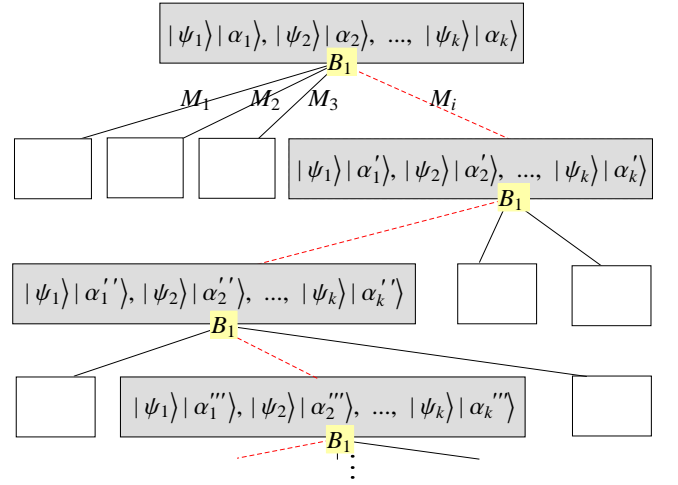 |ψ₁⟩|α₁⟩, |ψ₂⟩|α₂⟩, ..., |ψₖ⟩|αₖ⟩
B₁
M₁ M₂ M₃ Mᵢ
|ψ₁⟩|α₁′⟩, |ψ₂⟩|α₂′⟩, ..., |ψₖ⟩|αₖ′⟩
B₁
|ψ₁⟩|α₁′′⟩, |ψ₂⟩|α₂′′⟩, ..., |ψₖ⟩|αₖ′′⟩
B₁
|ψ₁⟩|α₁′′′⟩, |ψ₂⟩|α₂′′′⟩, ..., |ψₖ⟩|αₖ′′′⟩
B₁
⋮